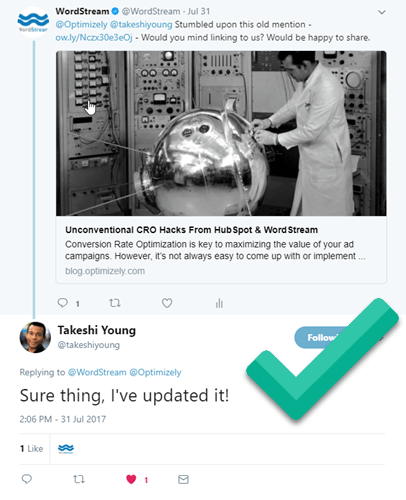 WordStream @WordStream · Jul 31
@Optimizely @takeshiyoung Stumbled upon this old mention -
ow.ly/Nczx30e3eOj - Would you mind linking to us? Would be happy to share.
WordStream
Unconventional CRO Hacks From HubSpot & WordStream
Conversion Rate Optimization is key to maximizing the value of your ad
campaigns. However, it's not always easy to come up with or implement ...
blog.optimizely.com
1
Takeshi Young
@takeshiyoung
Replying to @WordStream @Optimizely
Sure thing, I've updated it!
2:06 PM - 31 Jul 2017
1 Like
1